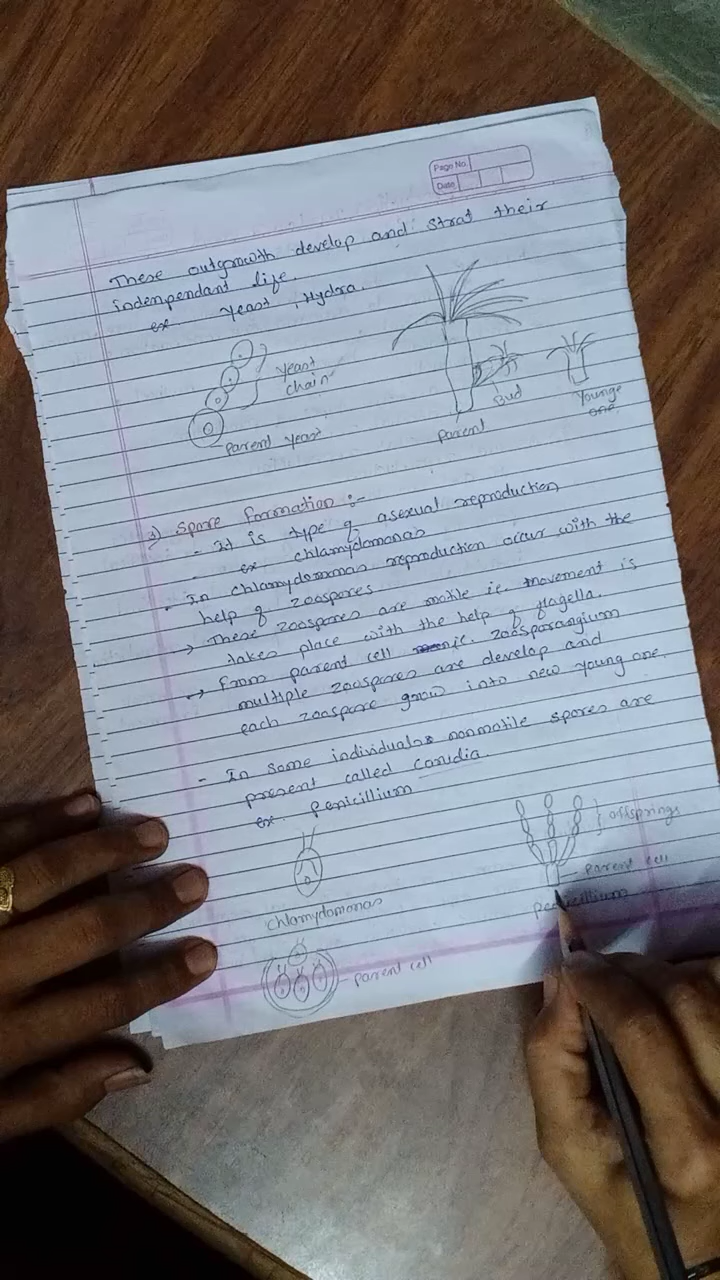 Page No.
Date
These outgrowth develop and strat their
indenpendant life.
ex Yeast, Hydra.
Yeast
chain
Parent Yeast
Bud
Parent
Younge
one.
3) Spore formation :-
- It is type of asexual reproduction
ex chlamydomonas
- In chlamydomonas reproduction occur with the
help of zoospores
→ These zoospores are motile i.e. movement is
takes place with the help of flagella.
→ From parent cell i.e. zoosporangium
multiple zoospores are develop and
each zoospore grow into new young one.
- In some individuals nonmotile spores are
present called Conidia
ex. Penicillium
offsprings
Parent cell
Penicillium
Chlamydomonas
Parent cell